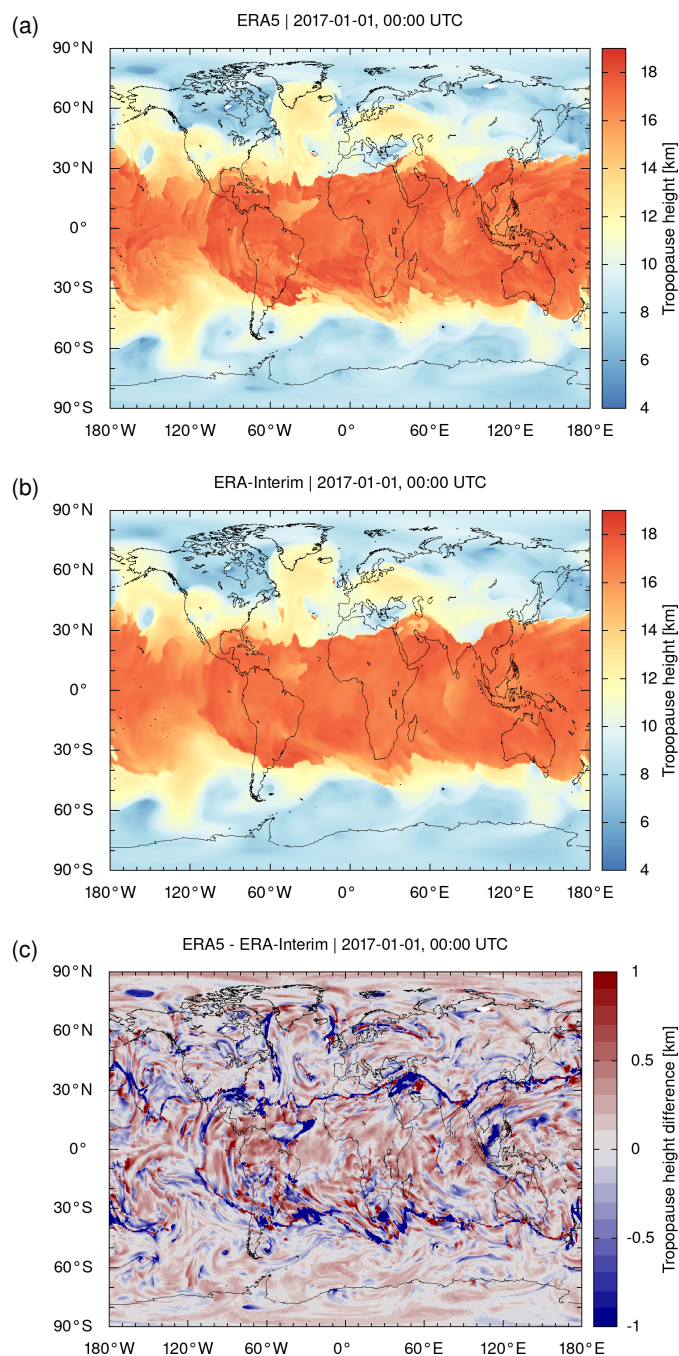 (a)
ERA5 | 2017-01-01, 00:00 UTC
90°N
60°N
30°N
0°
30°S
60°S
90°S
180°W 120°W 60°W 0° 60°E 120°E 180°E
18
16
14
12
10
8
6
4
Tropopause height [km]
(b)
ERA-Interim | 2017-01-01, 00:00 UTC
90°N
60°N
30°N
0°
30°S
60°S
90°S
180°W 120°W 60°W 0° 60°E 120°E 180°E
18
16
14
12
10
8
6
4
Tropopause height [km]
(c)
ERA5 - ERA-Interim | 2017-01-01, 00:00 UTC
90°N
60°N
30°N
0°
30°S
60°S
90°S
180°W 120°W 60°W 0° 60°E 120°E 180°E
1
0.5
0
-0.5
-1
Tropopause height difference [km]